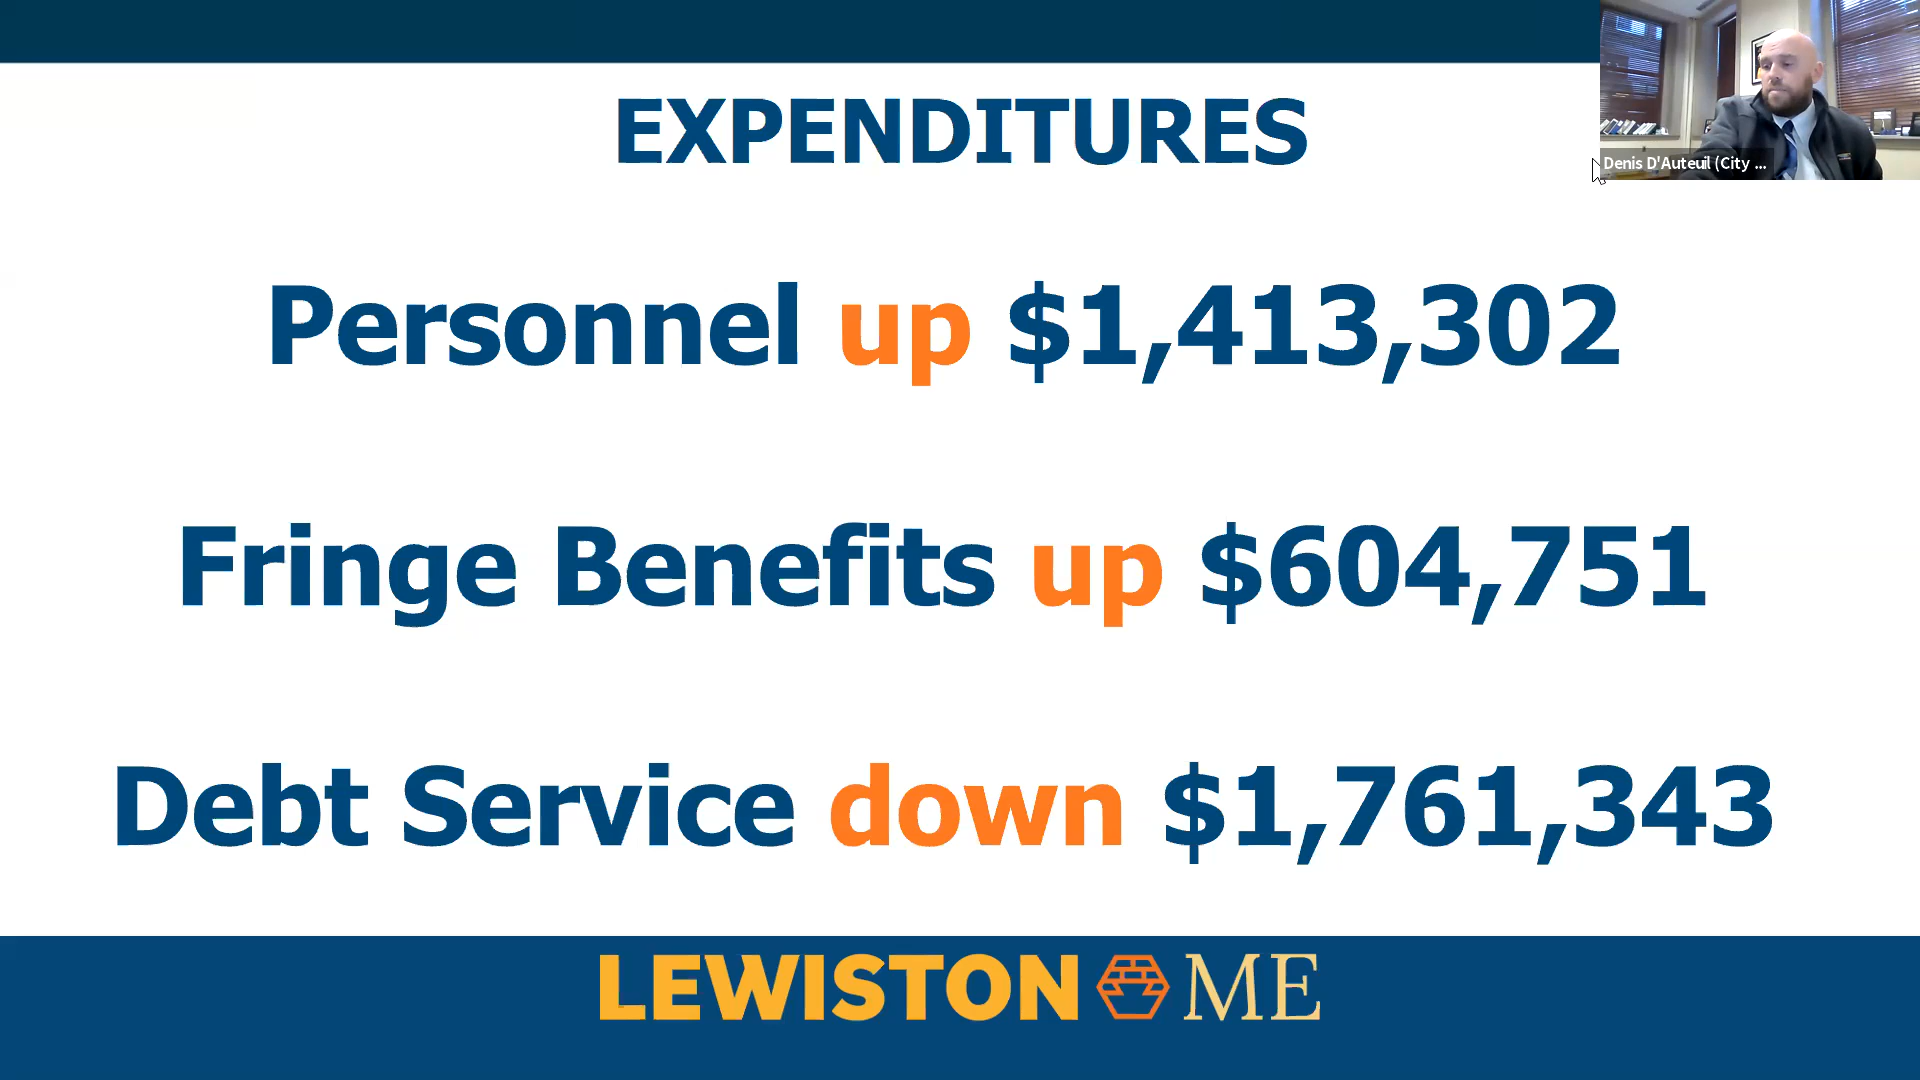 EXPENDITURES
Denis D'Auteuil (City ...
Personnel up $1,413,302
Fringe Benefits up $604,751
Debt Service down $1,761,343
LEWISTON ME